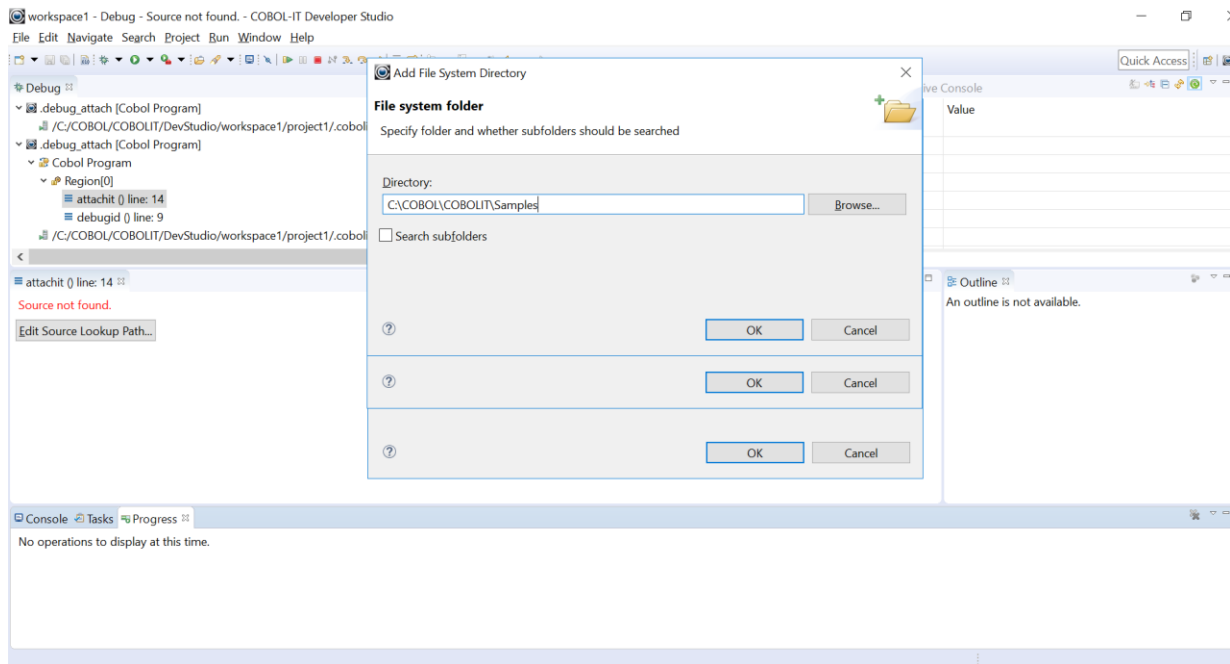 workspace1 - Debug - Source not found. - COBOL-IT Developer Studio
File Edit Navigate Search Project Run Window Help
Quick Access
Debug
.debug_attach [Cobol Program]
/C:/COBOL/COBOLIT/DevStudio/workspace1/project1/.coboli
.debug_attach [Cobol Program]
Cobol Program
Region[0]
attachit () line: 14
debugid () line: 9
/C:/COBOL/COBOLIT/DevStudio/workspace1/project1/.coboli
Add File System Directory
File system folder
Specify folder and whether subfolders should be searched
Directory:
C:\COBOL\COBOLIT\Samples
Browse...
Search subfolders
OK Cancel
OK Cancel
OK Cancel
ive Console
Value
attachit () line: 14
Source not found.
Edit Source Lookup Path...
Outline
An outline is not available.
Console Tasks Progress
No operations to display at this time.